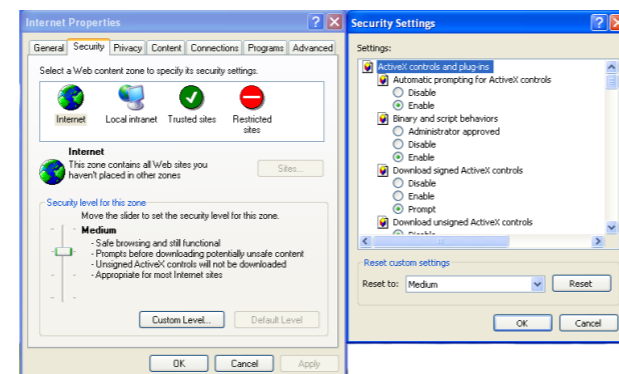 Internet Properties
General Security Privacy Content Connections Programs Advanced
Select a Web content zone to specify its security settings.
Internet Local intranet Trusted sites Restricted
sites
Internet
This zone contains all Web sites you
haven't placed in other zones
Sites...
Security level for this zone
Move the slider to set the security level for this zone.
Medium
- Safe browsing and still functional
- Prompts before downloading potentially unsafe content
- Unsigned ActiveX controls will not be downloaded
- Appropriate for most Internet sites
Custom Level... Default Level
OK Cancel Apply
Security Settings
Settings:
ActiveX controls and plug-ins
Automatic prompting for ActiveX controls
Disable
Enable
Binary and script behaviors
Administrator approved
Disable
Enable
Download signed ActiveX controls
Disable
Enable
Prompt
Download unsigned ActiveX controls
Disable
Reset custom settings
Reset to: Medium Reset
OK Cancel